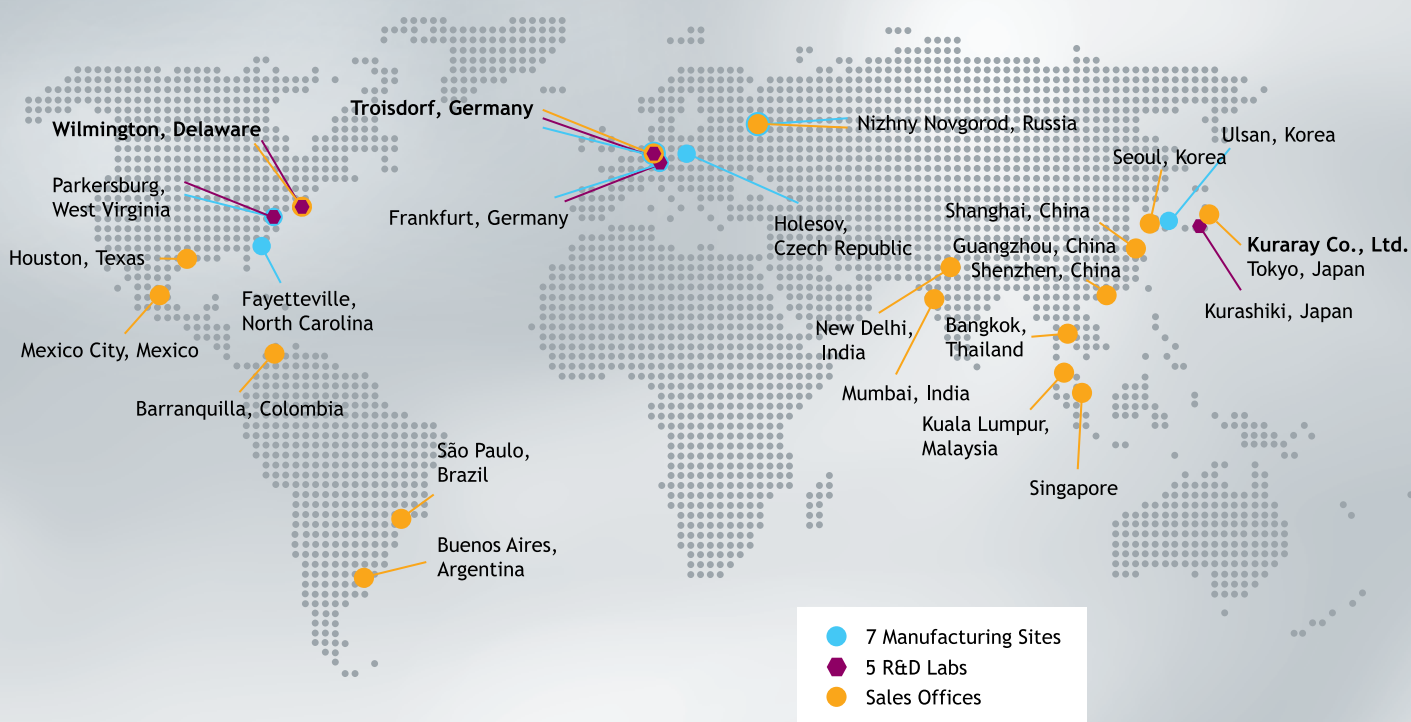 Troisdorf, Germany
Wilmington, Delaware
Nizhny Novgorod, Russia
Ulsan, Korea
Seoul, Korea
Parkersburg,
West Virginia
Frankfurt, Germany
Holesov,
Czech Republic
Shanghai, China
Guangzhou, China
Shenzhen, China
Kuraray Co., Ltd.
Tokyo, Japan
Houston, Texas
Fayetteville,
North Carolina
Kurashiki, Japan
New Delhi,
India
Bangkok,
Thailand
Mexico City, Mexico
Mumbai, India
Barranquilla, Colombia
Kuala Lumpur,
Malaysia
São Paulo,
Brazil
Singapore
Buenos Aires,
Argentina
7 Manufacturing Sites
5 R&D Labs
Sales Offices